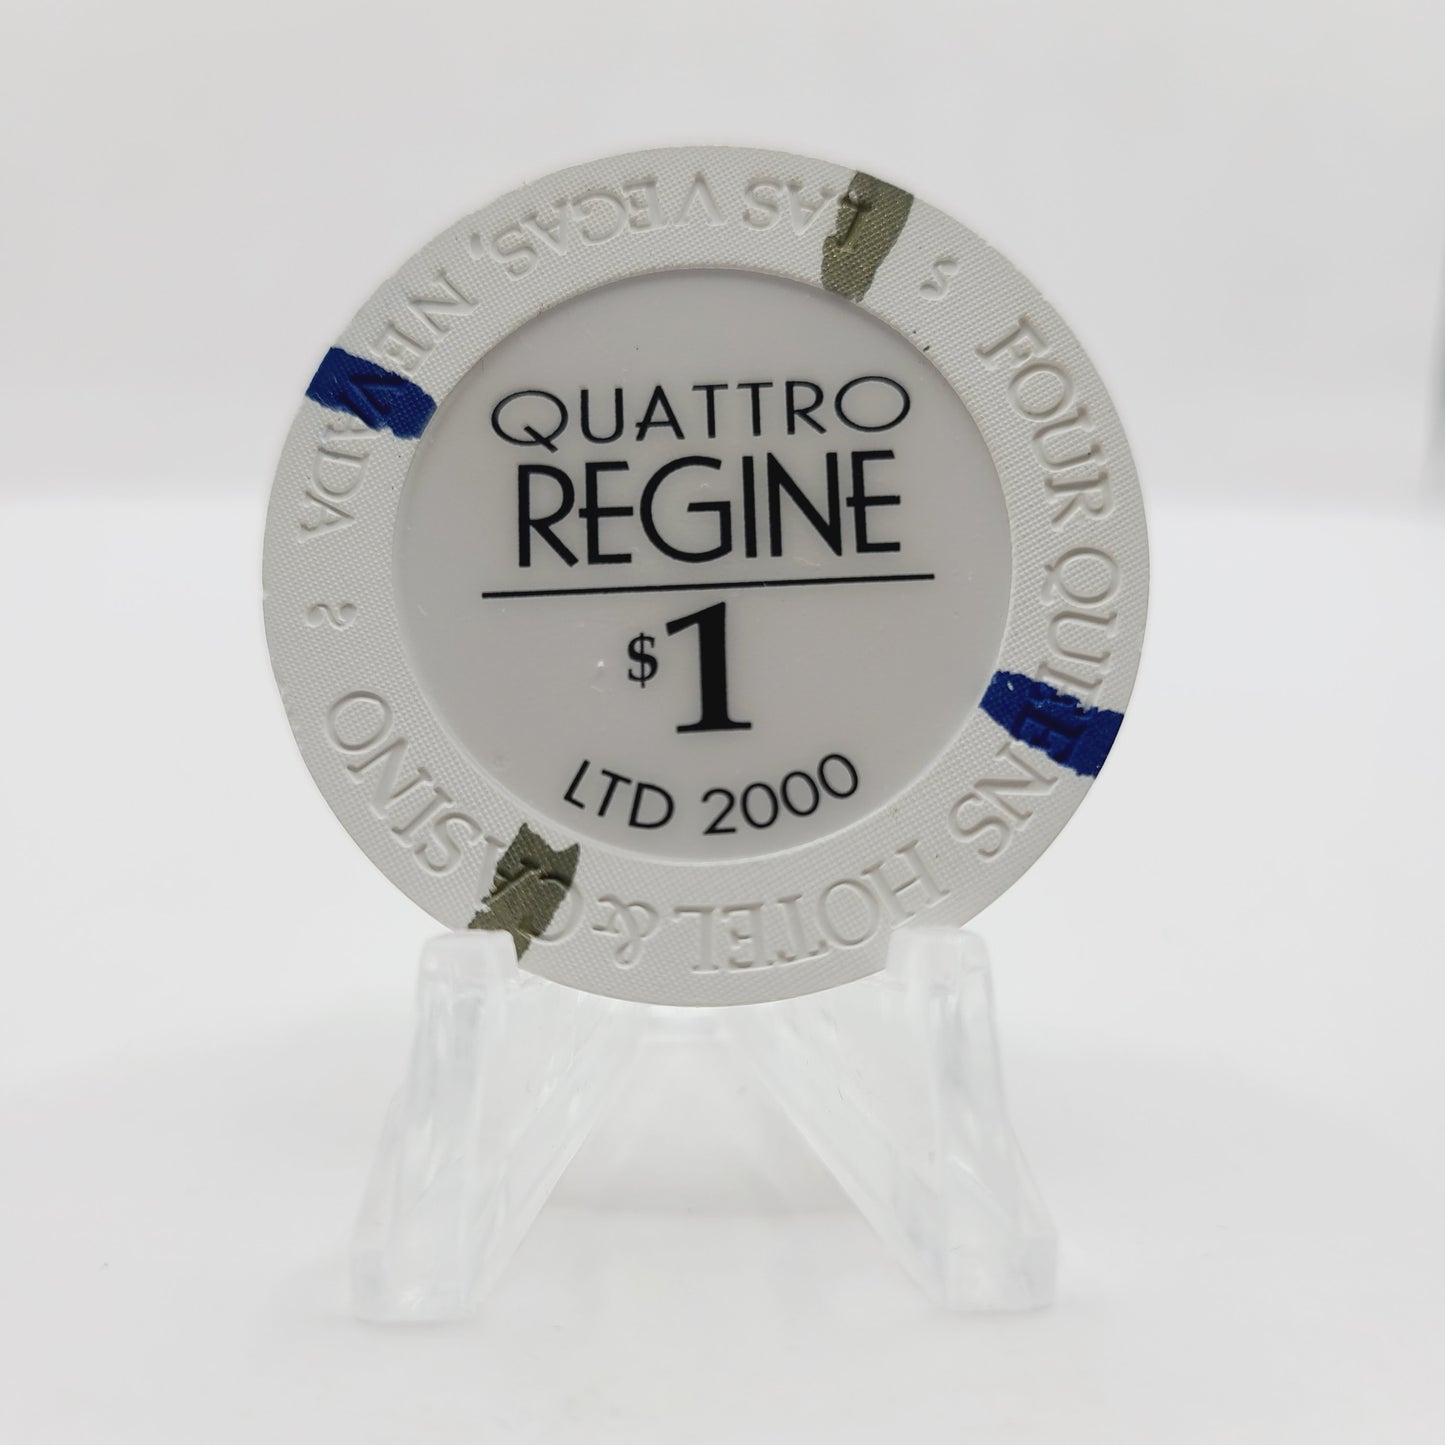 QUATTRO
REGINE
$1
LTD 2000
FOUR QUEENS HOTEL & CASINO
LAS VEGAS, NEVADA